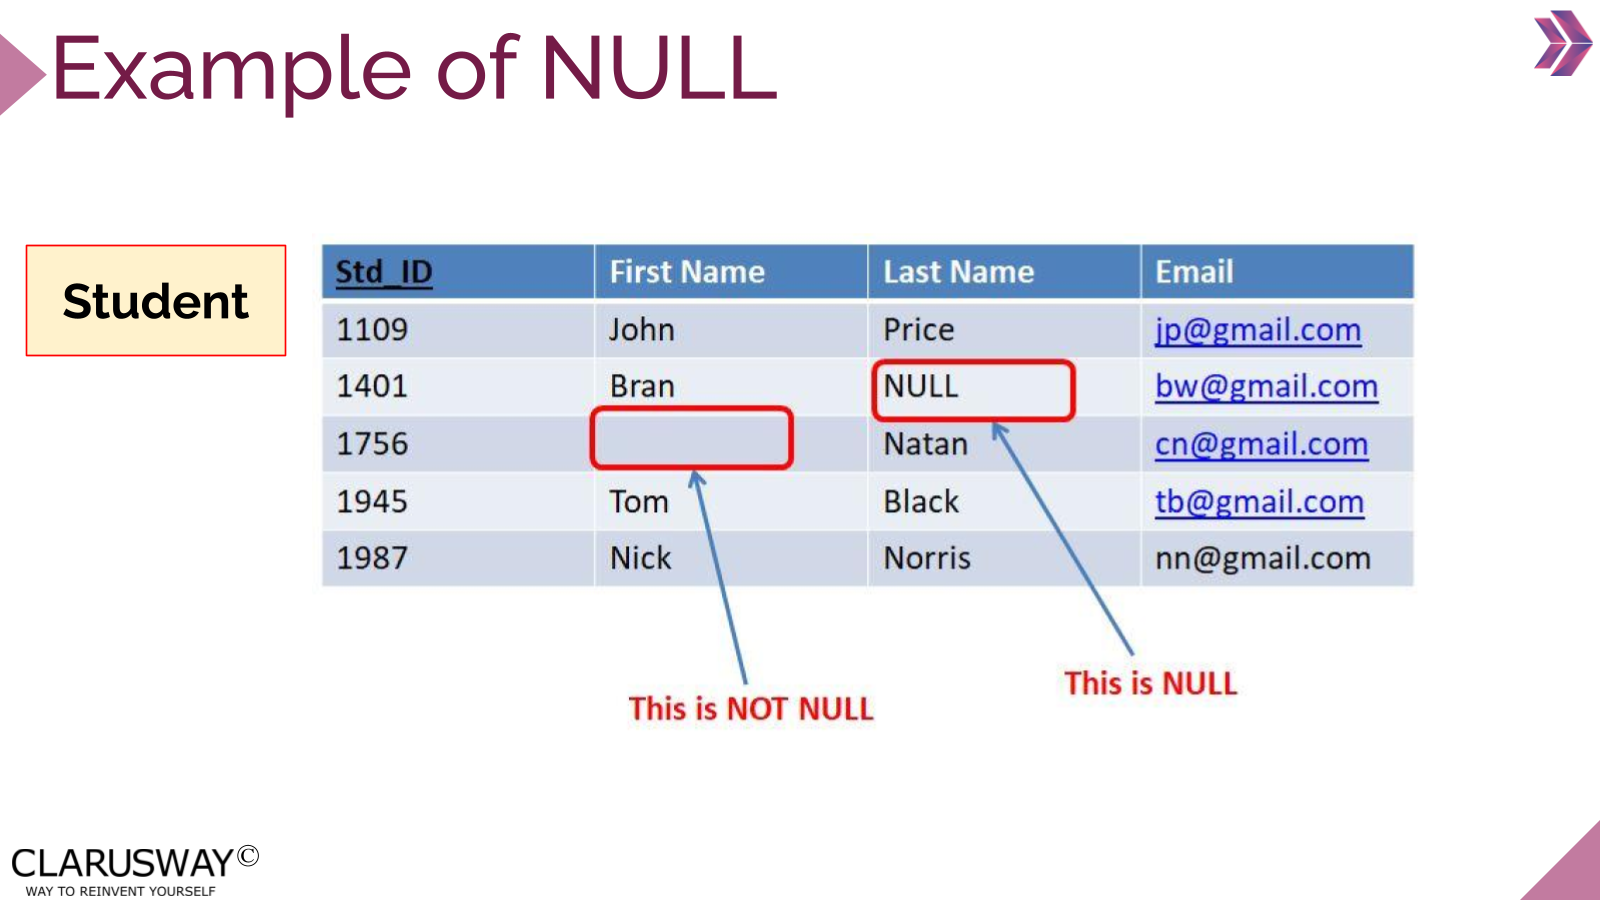 Example of NULL
Student
Std_ID First Name Last Name Email
1109 John Price jp@gmail.com
1401 Bran NULL bw@gmail.com
1756 Natan cn@gmail.com
1945 Tom Black tb@gmail.com
1987 Nick Norris nn@gmail.com
This is NULL
This is NOT NULL
CLARUSWAY©
WAY TO REINVENT YOURSELF